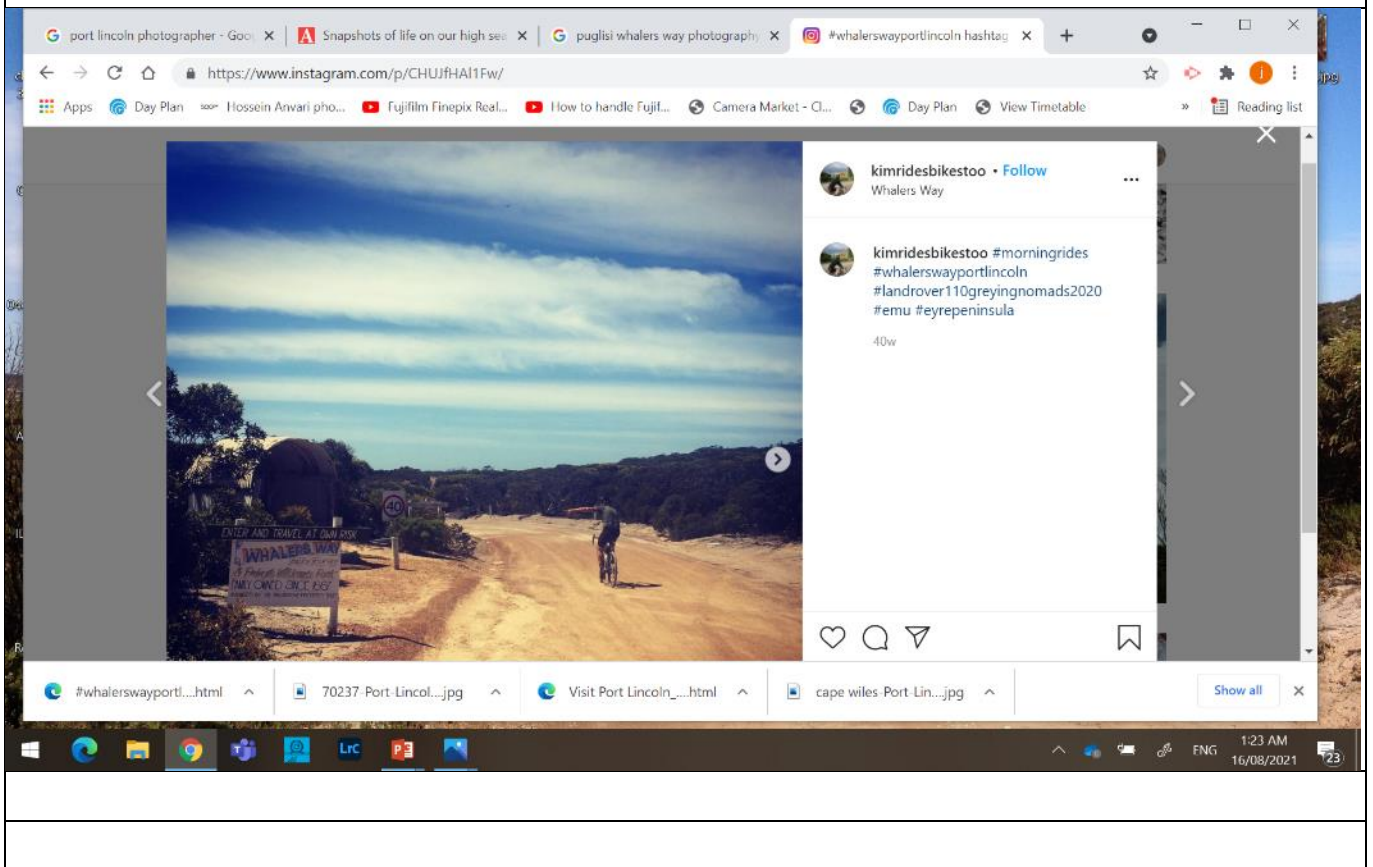 port lincoln photographer - Goo
Snapshots of life on our high sea
puglisi whalers way photography
#whalerswayportlincoln hashtag
https://www.instagram.com/p/CHUJfHAl1Fw/
Apps
Day Plan
Hossein Anvari pho...
Fujifilm Finepix Real...
How to handle Fujif...
Camera Market - Cl...
Day Plan
View Timetable
»
Reading list
kimridesbikestoo • Follow
Whalers Way
...
kimridesbikestoo #morningrides
#whalerswayportlincoln
#landrover110greyingnomads2020
#emu #eyrepeninsula
40w
40
ENTER AND TRAVEL AT OWN RISK
WHALERS WAY
FAMILY OWNED SINCE
#whalerswayportl....html
70237-Port-Lincol....jpg
Visit Port Lincoln_....html
cape wiles-Port-Lin....jpg
Show all
LrC
ENG
1:23 AM
16/08/2021
23